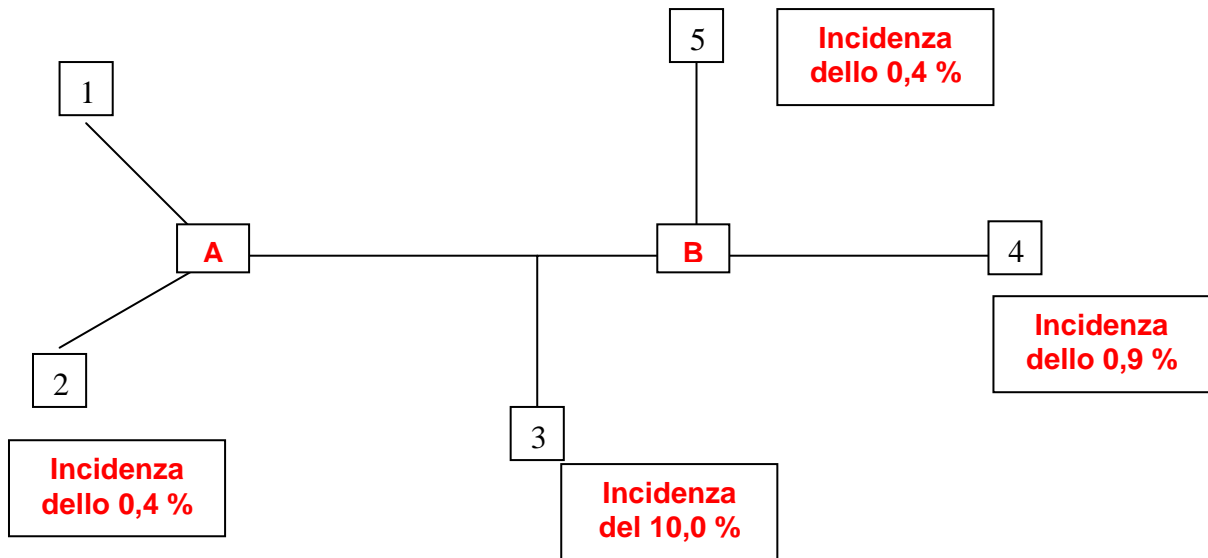 5
Incidenza
dello 0,4 %
1
A
B
4
Incidenza
dello 0,9 %
2
3
Incidenza
dello 0,4 %
Incidenza
del 10,0 %